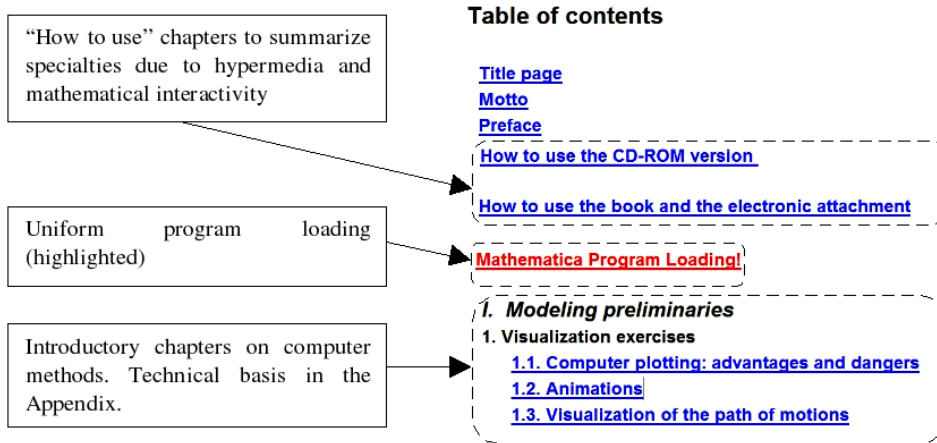 “How to use” chapters to summarize
specialties due to hypermedia and
mathematical interactivity
Uniform program loading
(highlighted)
Introductory chapters on computer
methods. Technical basis in the
Appendix.
Table of contents
Title page
Motto
Preface
How to use the CD-ROM version
How to use the book and the electronic attachment
Mathematica Program Loading!
I. Modeling preliminaries
1. Visualization exercises
1.1. Computer plotting: advantages and dangers
1.2. Animations
1.3. Visualization of the path of motions